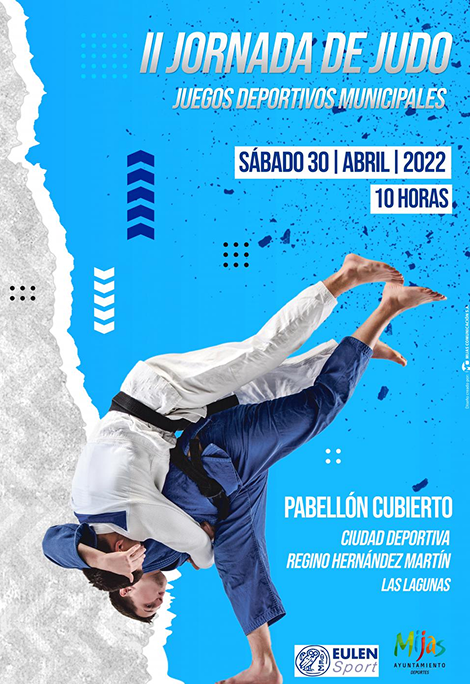 II JORNADA DE JUDO
JUEGOS DEPORTIVOS MUNICIPALES
SÁBADO 30 | ABRIL | 2022
10 HORAS
PABELLÓN CUBIERTO
CIUDAD DEPORTIVA
REGINO HERNÁNDEZ MARTÍN
LAS LAGUNAS
EULEN
Sport
Mijas
AYUNTAMIENTO
DEPORTES